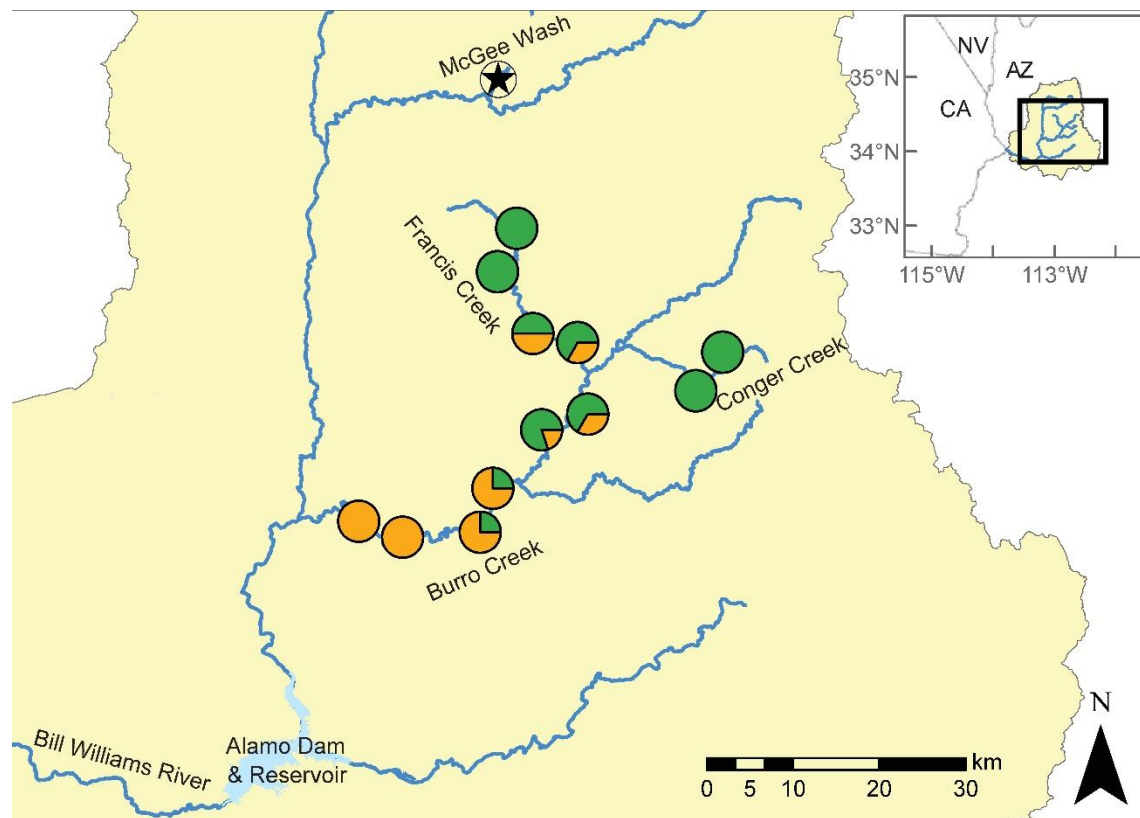 McGee Wash
NV
AZ
CA
35°N
34°N
33°N
115°W
113°W
Francis Creek
Conger Creek
Burro Creek
Bill Williams River
Alamo Dam
& Reservoir
N
km
0 5 10 20 30